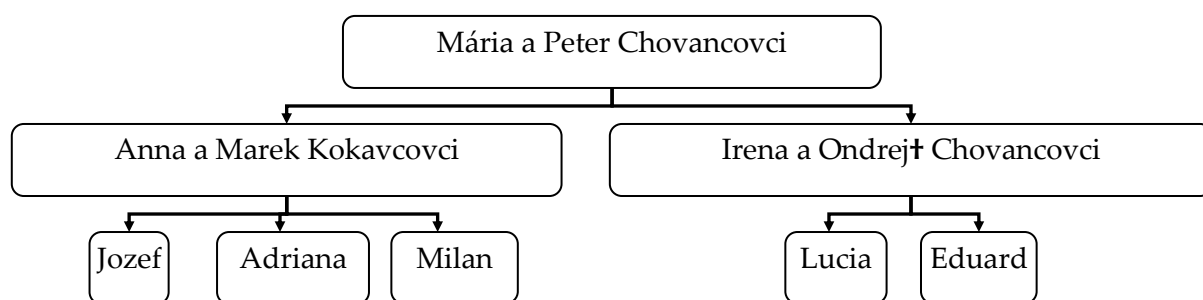 Mária a Peter Chovancovci
Anna a Marek Kokavcovci
Irena a Ondrej✝ Chovancovci
Jozef
Adriana
Milan
Lucia
Eduard